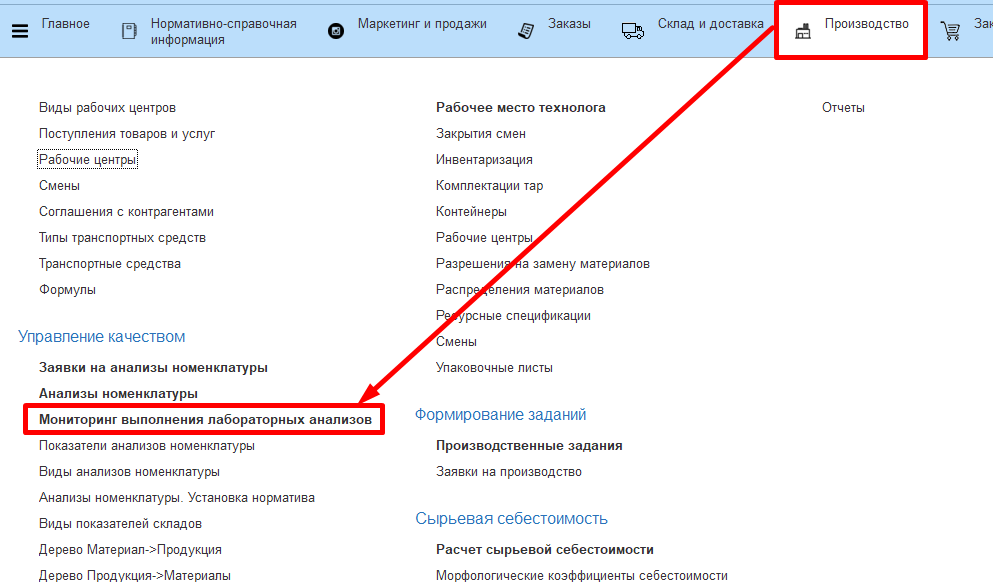 Главное
Нормативно-справочная
информация
Маркетинг и продажи
Заказы
Склад и доставка
Производство
Зак
Виды рабочих центров
Поступления товаров и услуг
Рабочие центры
Смены
Соглашения с контрагентами
Типы транспортных средств
Транспортные средства
Формулы
Управление качеством
Заявки на анализы номенклатуры
Анализы номенклатуры
Мониторинг выполнения лабораторных анализов
Показатели анализов номенклатуры
Виды анализов номенклатуры
Анализы номенклатуры. Установка норматива
Виды показателей складов
Дерево Материал->Продукция
Дерево Продукция->Материалы
Рабочее место технолога
Закрытия смен
Инвентаризация
Комплектации тар
Контейнеры
Рабочие центры
Разрешения на замену материалов
Распределения материалов
Ресурсные спецификации
Смены
Упаковочные листы
Формирование заданий
Производственные задания
Заявки на производство
Сырьевая себестоимость
Расчет сырьевой себестоимости
Морфологические коэффициенты себестоимости
Отчеты